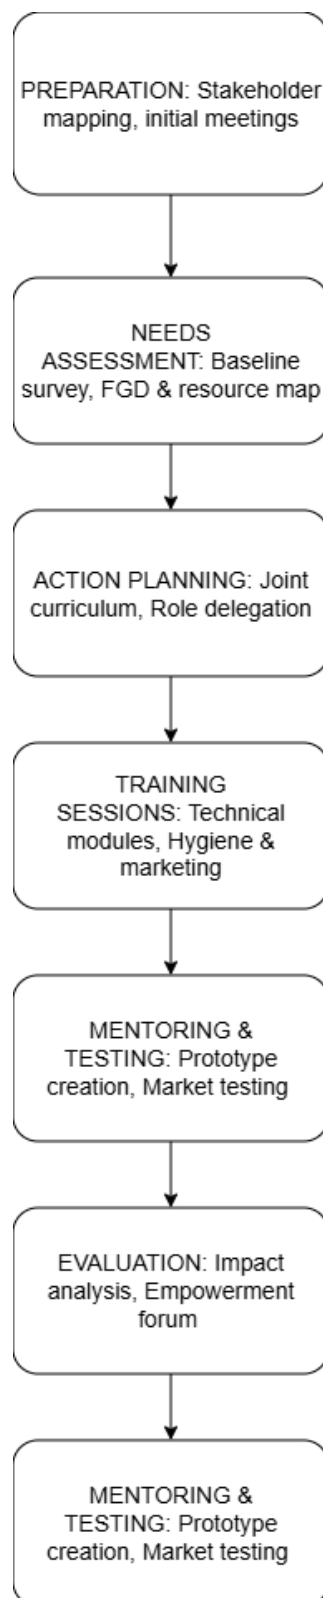 PREPARATION: Stakeholder
mapping, initial meetings
NEEDS
ASSESSMENT: Baseline
survey, FGD & resource map
ACTION PLANNING: Joint
curriculum, Role delegation
TRAINING
SESSIONS: Technical
modules, Hygiene &
marketing
MENTORING &
TESTING: Prototype
creation, Market testing
EVALUATION: Impact
analysis, Empowerment
forum
MENTORING &
TESTING: Prototype
creation, Market testing